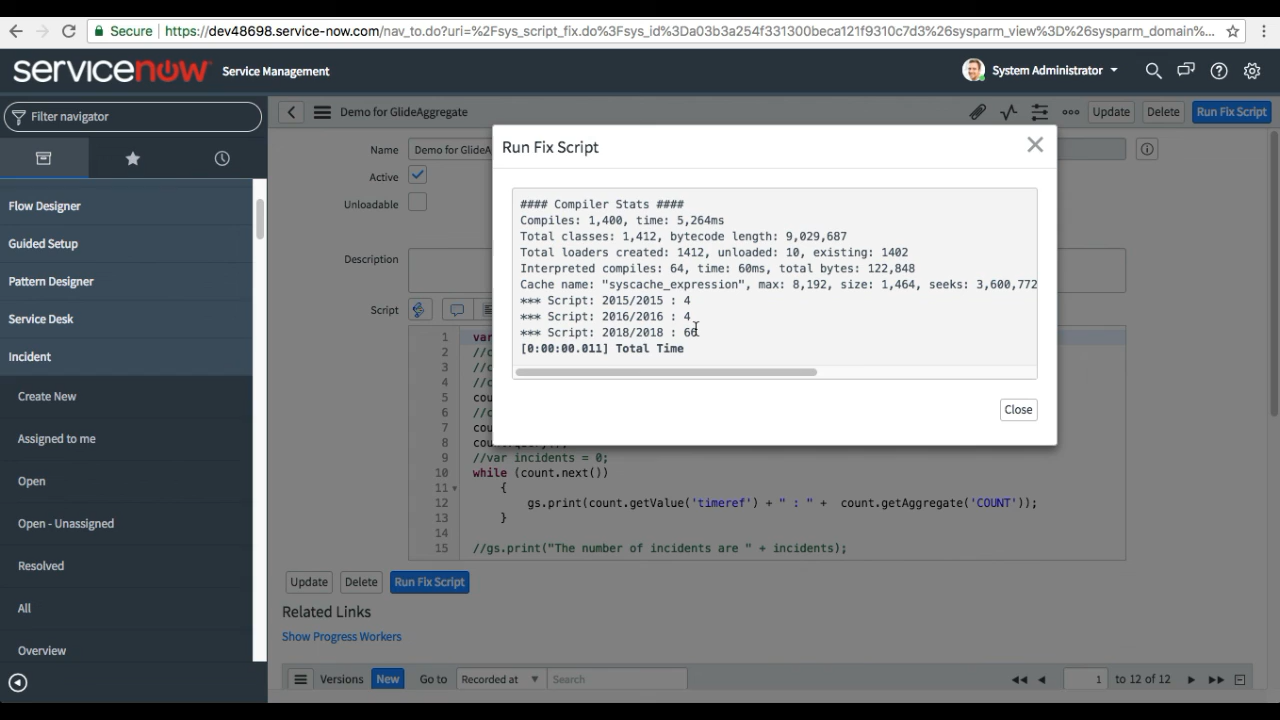 Secure
https://dev48698.service-now.com/nav_to.do?uri=%2Fsys_script_fix.do%3Fsys_id%3Da03b3a254f331300beca121f9310c7d3%26sysparm_view%3D%26sysparm_domain%...
servicenow Service Management
System Administrator
Filter navigator
Flow Designer
Guided Setup
Pattern Designer
Service Desk
Incident
Create New
Assigned to me
Open
Open - Unassigned
Resolved
All
Overview
Demo for GlideAggregate
Update
Delete
Run Fix Script
Name
Demo for GlideA
Active
Unloadable
Description
Script
Run Fix Script
#### Compiler Stats ####
Compiles: 1,400, time: 5,264ms
Total classes: 1,412, bytecode length: 9,029,687
Total loaders created: 1412, unloaded: 10, existing: 1402
Interpreted compiles: 64, time: 60ms, total bytes: 122,848
Cache name: "syscache_expression", max: 8,192, size: 1,464, seeks: 3,600,772
*** Script: 2015/2015 : 4
*** Script: 2016/2016 : 4
*** Script: 2018/2018 : 66
[0:00:00.011] Total Time
Close
1 var
2 //c
3 //c
4 //c
5 cou
6 //c
7 cou
8
9 //var incidents = 0;
10 while (count.next())
11 {
12 gs.print(count.getValue('timeref') + " : " + count.getAggregate('COUNT'));
13 }
14
15 //gs.print("The number of incidents are " + incidents);
Update
Delete
Run Fix Script
Related Links
Show Progress Workers
Versions
New
Go to
Recorded at
Search
1 to 12 of 12